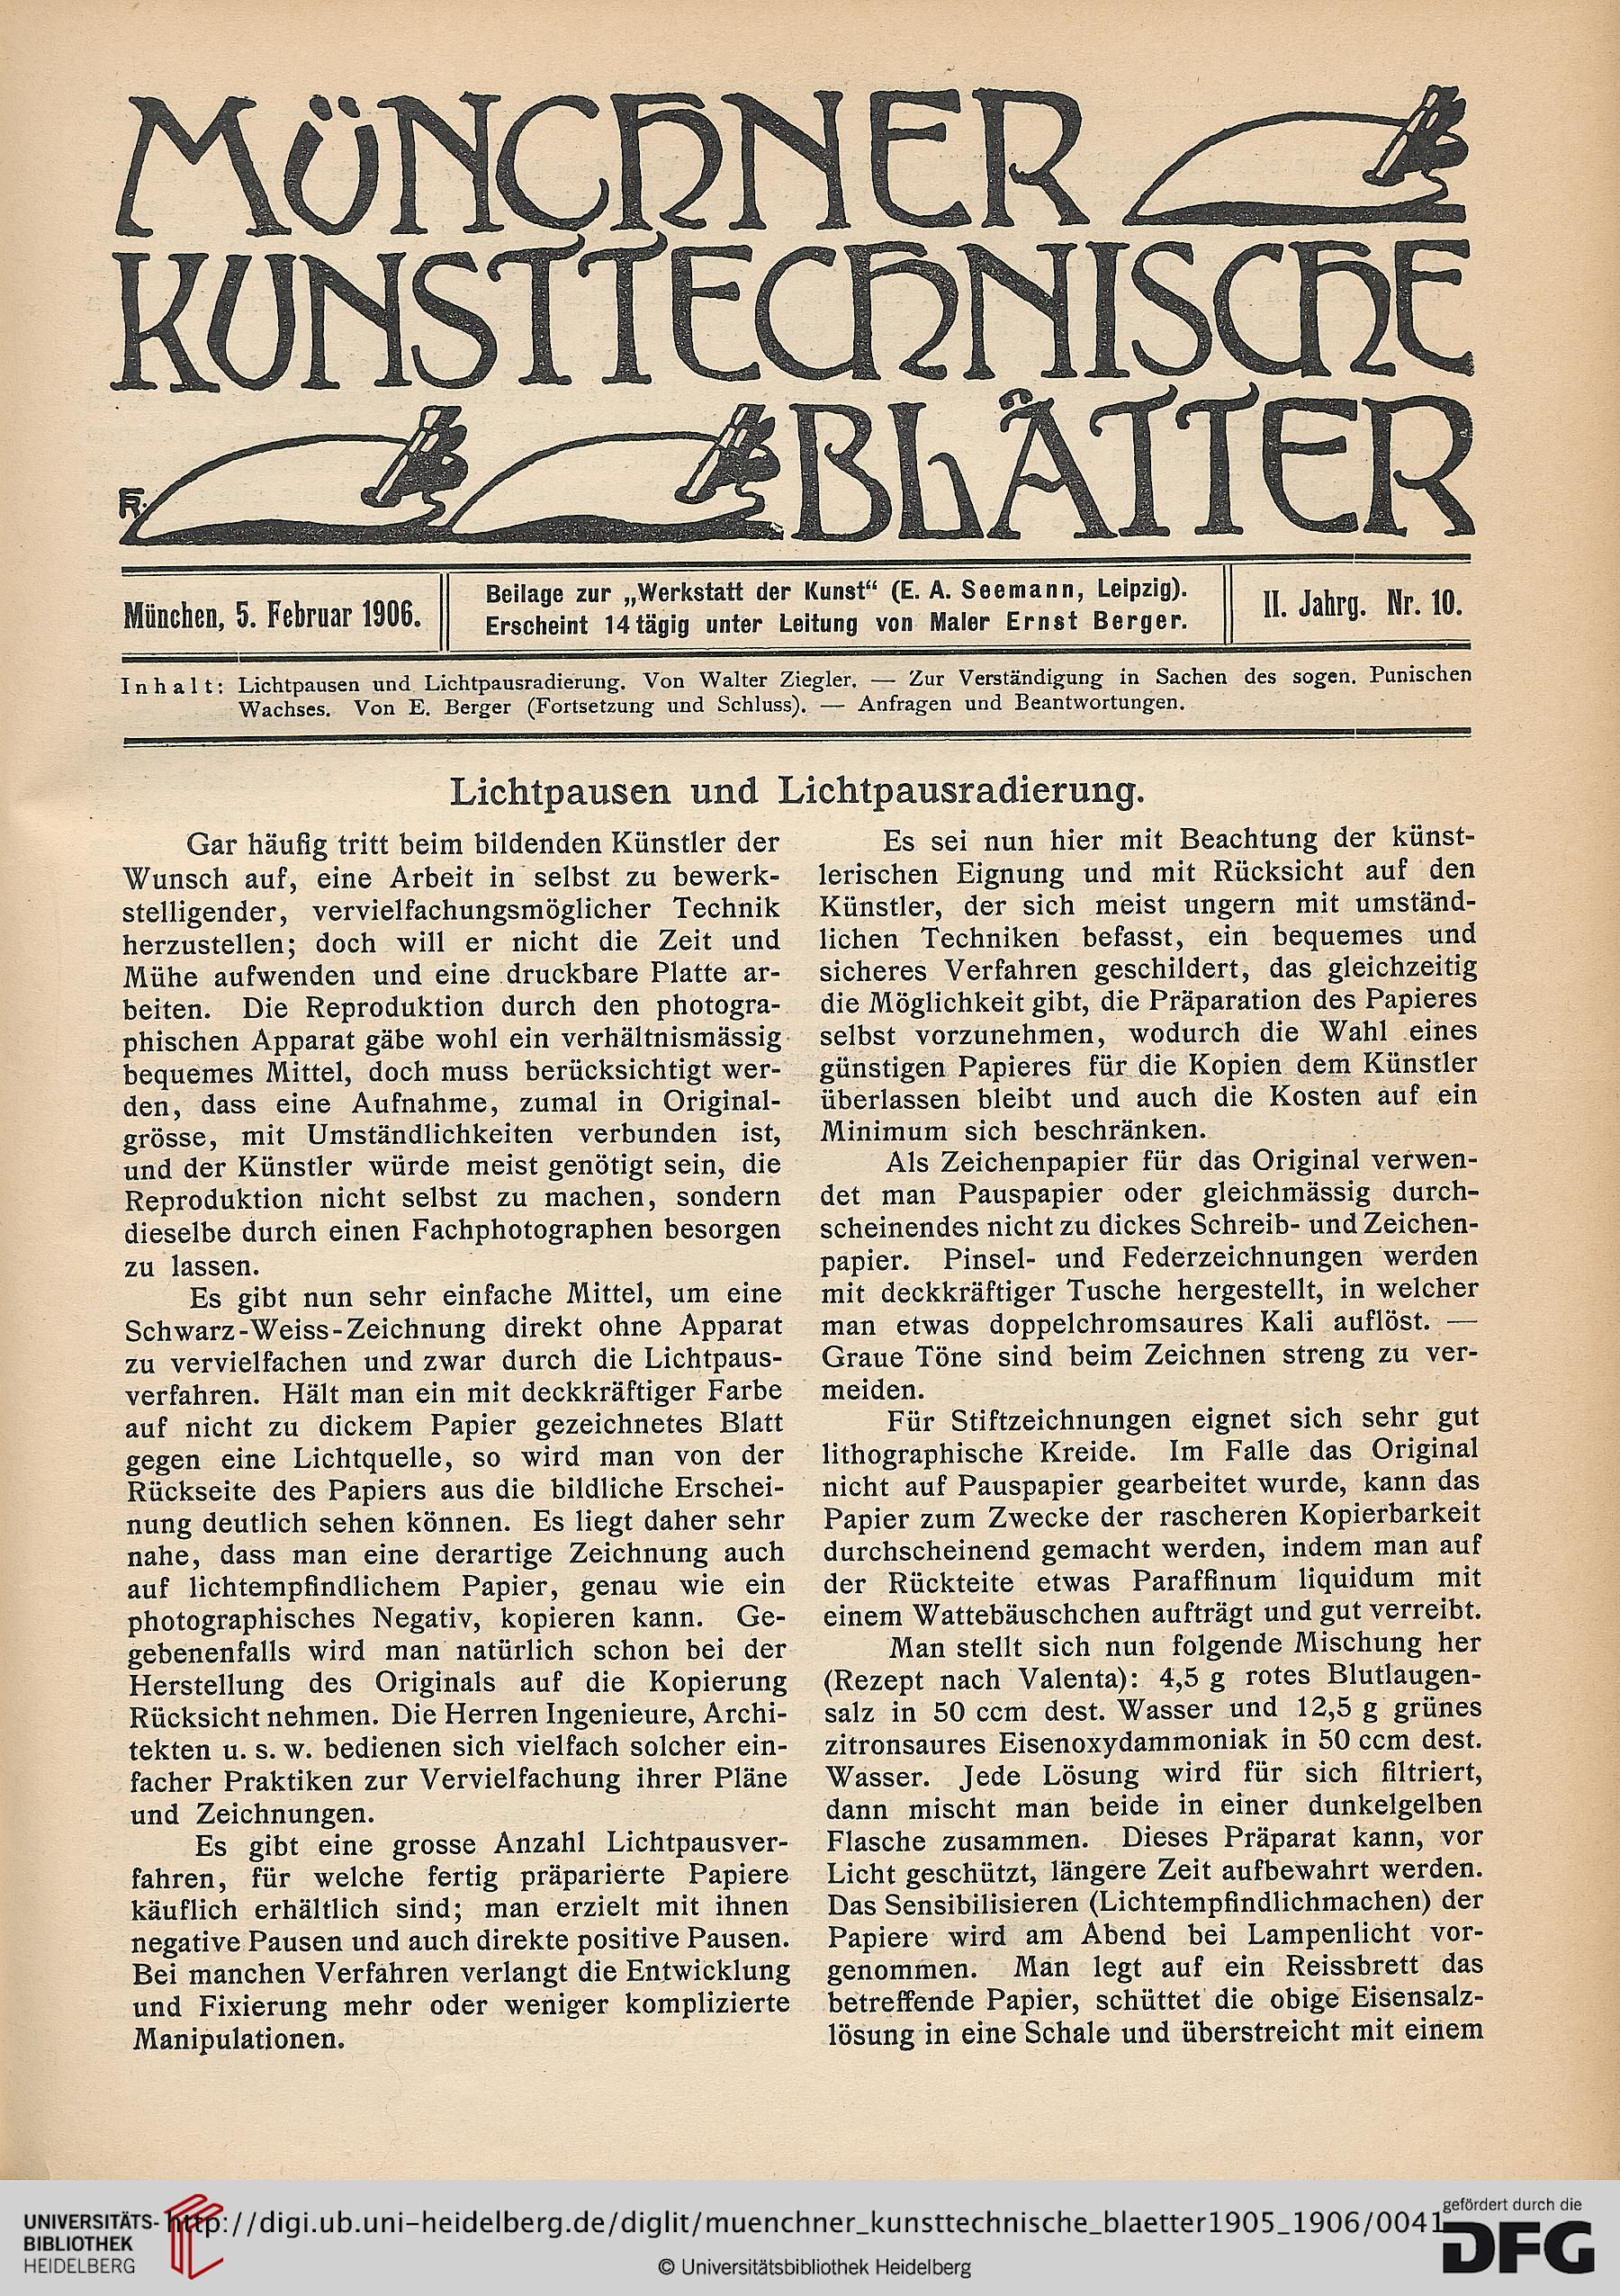 MÜNCHNER
KUNSTTECHNISCHE
BLÄTTER
FR.
München, 5. Februar 1906.
Beilage zur „Werkstatt der Kunst“ (E. A. Seemann, Leipzig).
Erscheint 14tägig unter Leitung von Maler Ernst Berger.
II. Jahrg. Nr. 10.
Inhalt: Lichtpausen und Lichtpausradierung. Von Walter Ziegler. — Zur Verständigung in Sachen des sogen. Punischen
Wachses. Von E. Berger (Fortsetzung und Schluss). — Anfragen und Beantwortungen.
Lichtpausen und Lichtpausradierung.
Gar häufig tritt beim bildenden Künstler der
Wunsch auf, eine Arbeit in selbst zu bewerk-
stelligender, vervielfachungsmöglicher Technik
herzustellen; doch will er nicht die Zeit und
Mühe aufwenden und eine druckbare Platte ar-
beiten. Die Reproduktion durch den photogra-
phischen Apparat gäbe wohl ein verhältnismässig
bequemes Mittel, doch muss berücksichtigt wer-
den, dass eine Aufnahme, zumal in Original-
grösse, mit Umständlichkeiten verbunden ist,
und der Künstler würde meist genötigt sein, die
Reproduktion nicht selbst zu machen, sondern
dieselbe durch einen Fachphotographen besorgen
zu lassen.
Es gibt nun sehr einfache Mittel, um eine
Schwarz-Weiss-Zeichnung direkt ohne Apparat
zu vervielfachen und zwar durch die Lichtpaus-
verfahren. Hält man ein mit deckkräftiger Farbe
auf nicht zu dickem Papier gezeichnetes Blatt
gegen eine Lichtquelle, so wird man von der
Rückseite des Papiers aus die bildliche Erschei-
nung deutlich sehen können. Es liegt daher sehr
nahe, dass man eine derartige Zeichnung auch
auf lichtempfindlichem Papier, genau wie ein
photographisches Negativ, kopieren kann. Ge-
gebenenfalls wird man natürlich schon bei der
Herstellung des Originals auf die Kopierung
Rücksicht nehmen. Die Herren Ingenieure, Archi-
tekten u. s. w. bedienen sich vielfach solcher ein-
facher Praktiken zur Vervielfachung ihrer Pläne
und Zeichnungen.
Es gibt eine grosse Anzahl Lichtpausver-
fahren, für welche fertig präparierte Papiere
käuflich erhältlich sind; man erzielt mit ihnen
negative Pausen und auch direkte positive Pausen.
Bei manchen Verfahren verlangt die Entwicklung
und Fixierung mehr oder weniger komplizierte
Manipulationen.
Es sei nun hier mit Beachtung der künst-
lerischen Eignung und mit Rücksicht auf den
Künstler, der sich meist ungern mit umständ-
lichen Techniken befasst, ein bequemes und
sicheres Verfahren geschildert, das gleichzeitig
die Möglichkeit gibt, die Präparation des Papieres
selbst vorzunehmen, wodurch die Wahl eines
günstigen Papieres für die Kopien dem Künstler
überlassen bleibt und auch die Kosten auf ein
Minimum sich beschränken.
Als Zeichenpapier für das Original verwen-
det man Pauspapier oder gleichmässig durch-
scheinendes nicht zu dickes Schreib- und Zeichen-
papier. Pinsel- und Federzeichnungen werden
mit deckkräftiger Tusche hergestellt, in welcher
man etwas doppelchromsaures Kali auflöst. —
Graue Töne sind beim Zeichnen streng zu ver-
meiden.
Für Stiftzeichnungen eignet sich sehr gut
lithographische Kreide. Im Falle das Original
nicht auf Pauspapier gearbeitet wurde, kann das
Papier zum Zwecke der rascheren Kopierbarkeit
durchscheinend gemacht werden, indem man auf
der Rückteite etwas Paraffinum liquidum mit
einem Wattebäuschchen aufträgt und gut verreibt.
Man stellt sich nun folgende Mischung her
(Rezept nach Valenta): 4,5 g rotes Blutlaugen-
salz in 50 ccm dest. Wasser und 12,5 g grünes
zitronsaures Eisenoxydammoniak in 50 ccm dest.
Wasser. Jede Lösung wird für sich filtriert,
dann mischt man beide in einer dunkelgelben
Flasche zusammen. Dieses Präparat kann, vor
Licht geschützt, längere Zeit aufbewahrt werden.
Das Sensibilisieren (Lichtempfindlichmachen) der
Papiere wird am Abend bei Lampenlicht vor-
genommen. Man legt auf ein Reissbrett das
betreffende Papier, schüttet die obige Eisensalz-
lösung in eine Schale und überstreicht mit einem
UNIVERSITÄTS-
BIBLIOTHEK
HEIDELBERG
http://digi.ub.uni-heidelberg.de/diglit/muenchner_kunsttechnische_blaetter1905_1906/0041
© Universitätsbibliothek Heidelberg
gefördert durch die
DFG